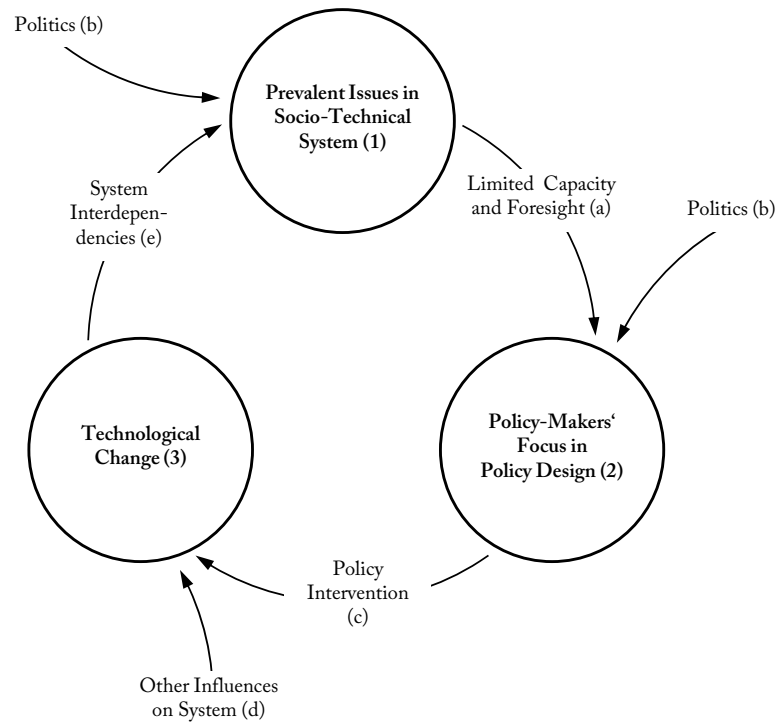 Politics (b)
Prevalent Issues in
Socio-Technical
System (1)
System
Interdepen-
dencies (e)
Limited Capacity
and Foresight (a)
Politics (b)
Technological
Change (3)
Policy-Makers‘
Focus in
Policy Design (2)
Policy
Intervention
(c)
Other Influences
on System (d)